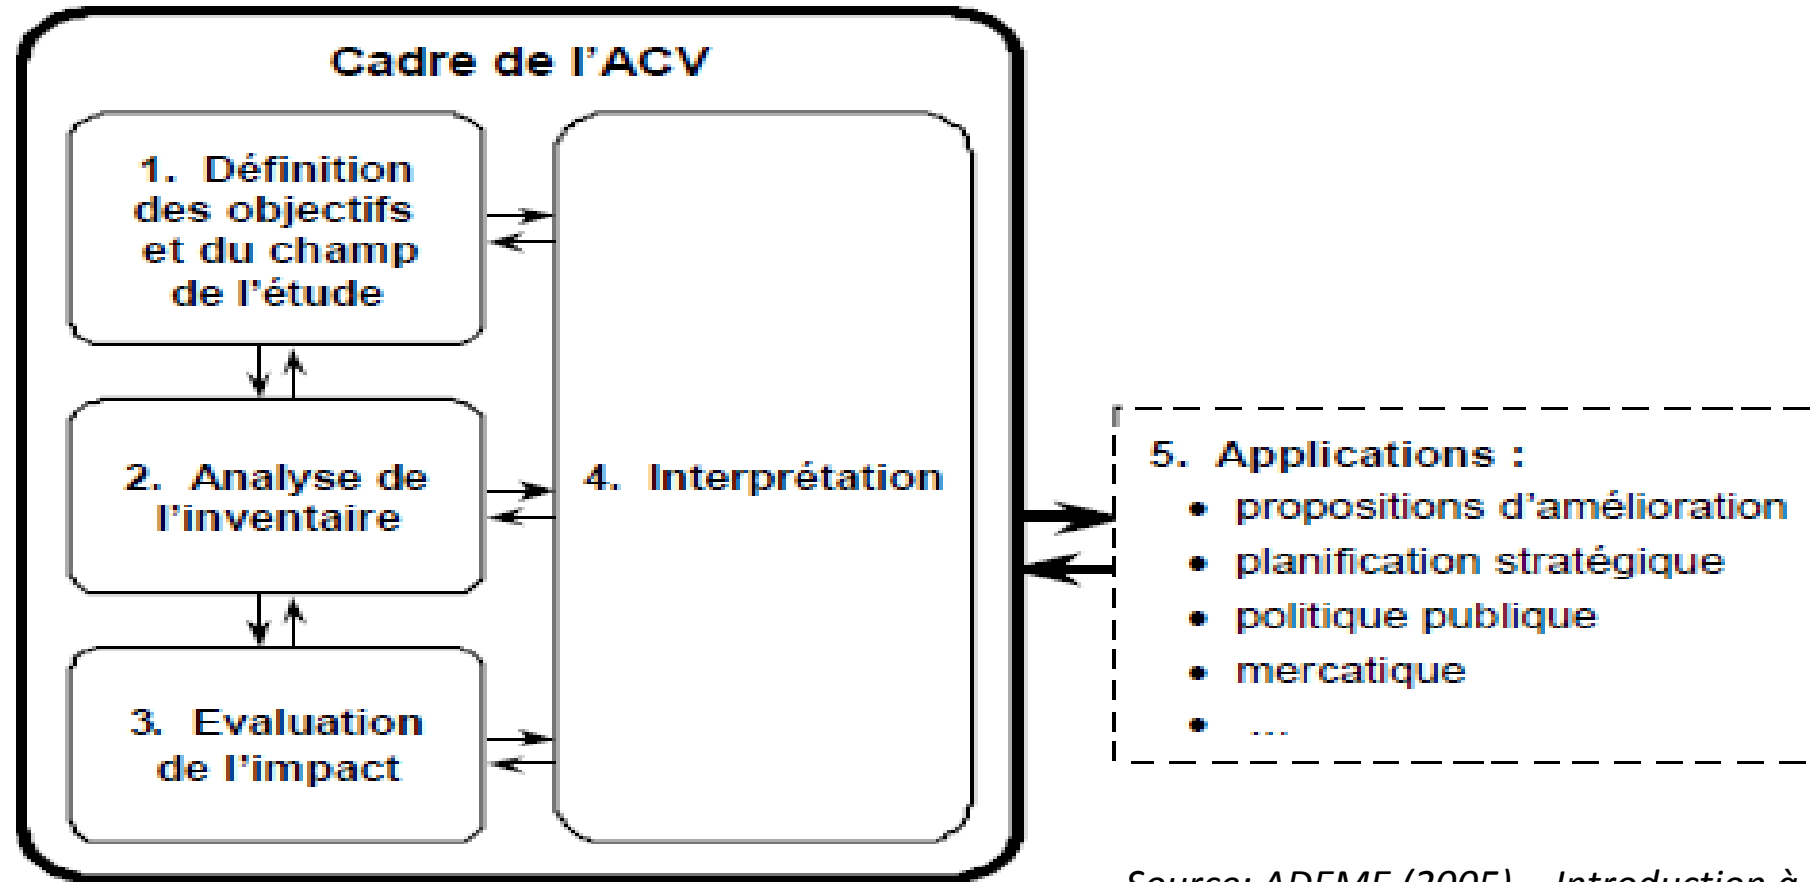 Cadre de l'ACV
1. Définition
des objectifs
et du champ
de l'étude
2. Analyse de
l'inventaire
3. Evaluation
de l'impact
4. Interprétation
5. Applications :
• propositions d'amélioration
• planification stratégique
• politique publique
• mercatique
• ...
Source: ADEME (2005) – Introduction à